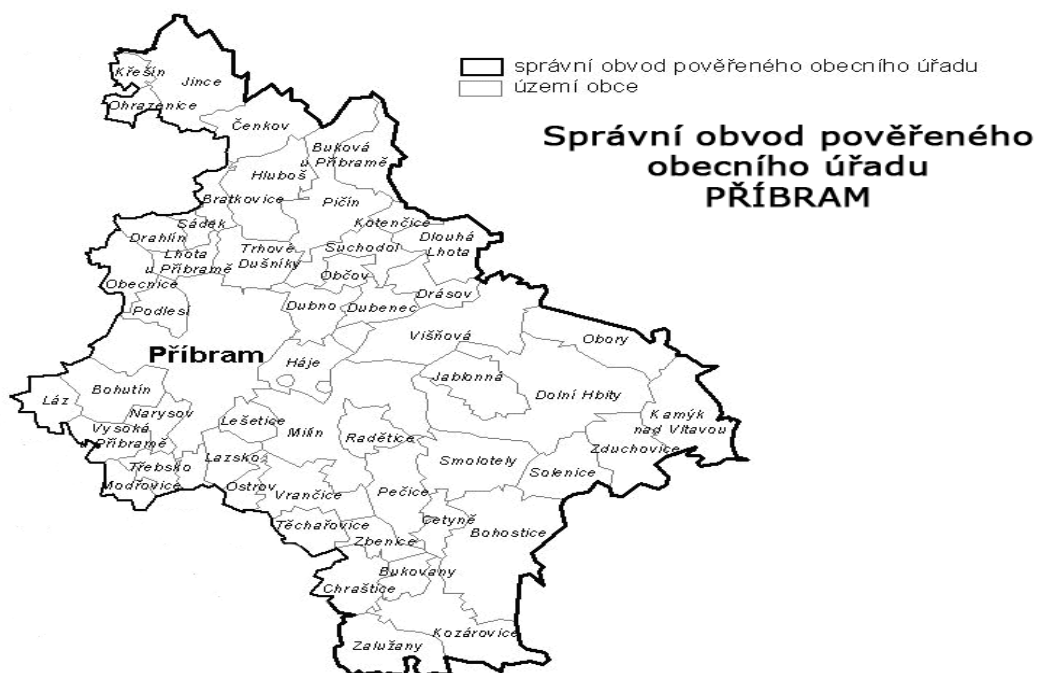 správní obvod pověřeného obecního úřadu
území obce
Správní obvod pověřeného
obecního úřadu
PŘÍBRAM
Křešín
Jince
Ohrazenice
Čenkov
Buková
u Příbramě
Hluboš
Bratkovice
Pičín
Sádek
Kotenčice
Drahlín
Lhota
u Příbramě
Trhové
Dušníky
Suchodol
Dlouhá
Lhota
Občov
Obecnice
Drásov
Podlesí
Dubno
Dubenec
Višňová
Obory
Příbram
Háje
Jablonná
Bohutín
Dolní Hbity
Láz
Narysov
Lešetice
Kamýk
nad Vltavou
Vysoká
u Příbramě
Milín
Radětice
Zduchovice
Třebsko
Lazsko
Smolotely
Solenice
Modřovice
Ostrov
Vrančice
Pečice
Těchařovice
Cetyně
Bohostice
Zbenice
Bukovany
Chraštice
Kozárovice
Zalužany